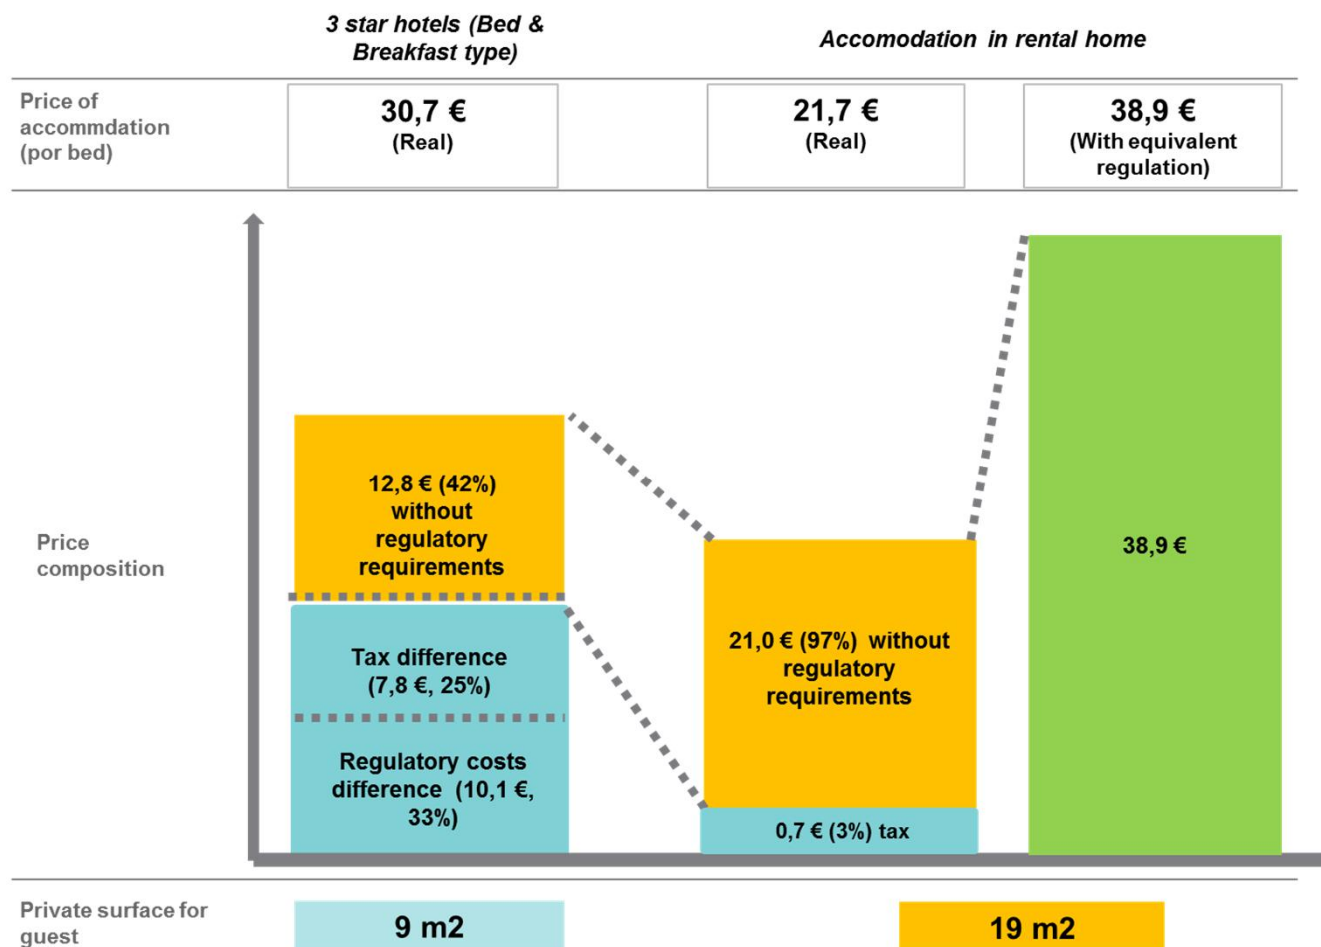 3 star hotels (Bed &
Breakfast type)
Accomodation in rental home
Price of
accommdation
(por bed)
30,7 €
(Real)
21,7 €
(Real)
38,9 €
(With equivalent
regulation)
Price
composition
12,8 € (42%)
without
regulatory
requirements
Tax difference
(7,8 €, 25%)
Regulatory costs
difference (10,1 €,
33%)
21,0 € (97%) without
regulatory
requirements
0,7 € (3%) tax
38,9 €
Private surface for
guest
9 m2
19 m2